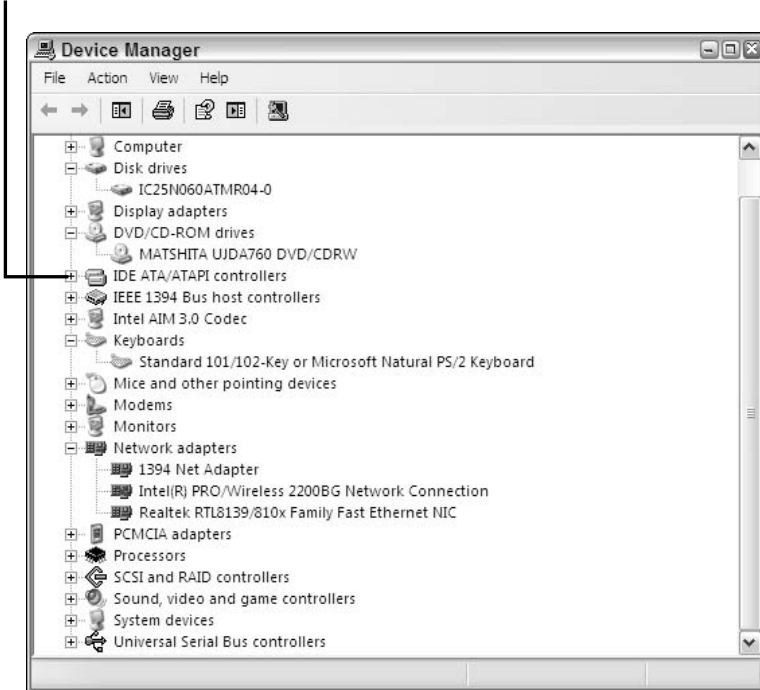 Device Manager
File Action View Help
Computer
Disk drives
IC25N060ATMR04-0
Display adapters
DVD/CD-ROM drives
MATSHITA UJDA760 DVD/CDRW
IDE ATA/ATAPI controllers
IEEE 1394 Bus host controllers
Intel AIM 3.0 Codec
Keyboards
Standard 101/102-Key or Microsoft Natural PS/2 Keyboard
Mice and other pointing devices
Modems
Monitors
Network adapters
1394 Net Adapter
Intel(R) PRO/Wireless 2200BG Network Connection
Realtek RTL8139/810x Family Fast Ethernet NIC
PCMCIA adapters
Processors
SCSI and RAID controllers
Sound, video and game controllers
System devices
Universal Serial Bus controllers